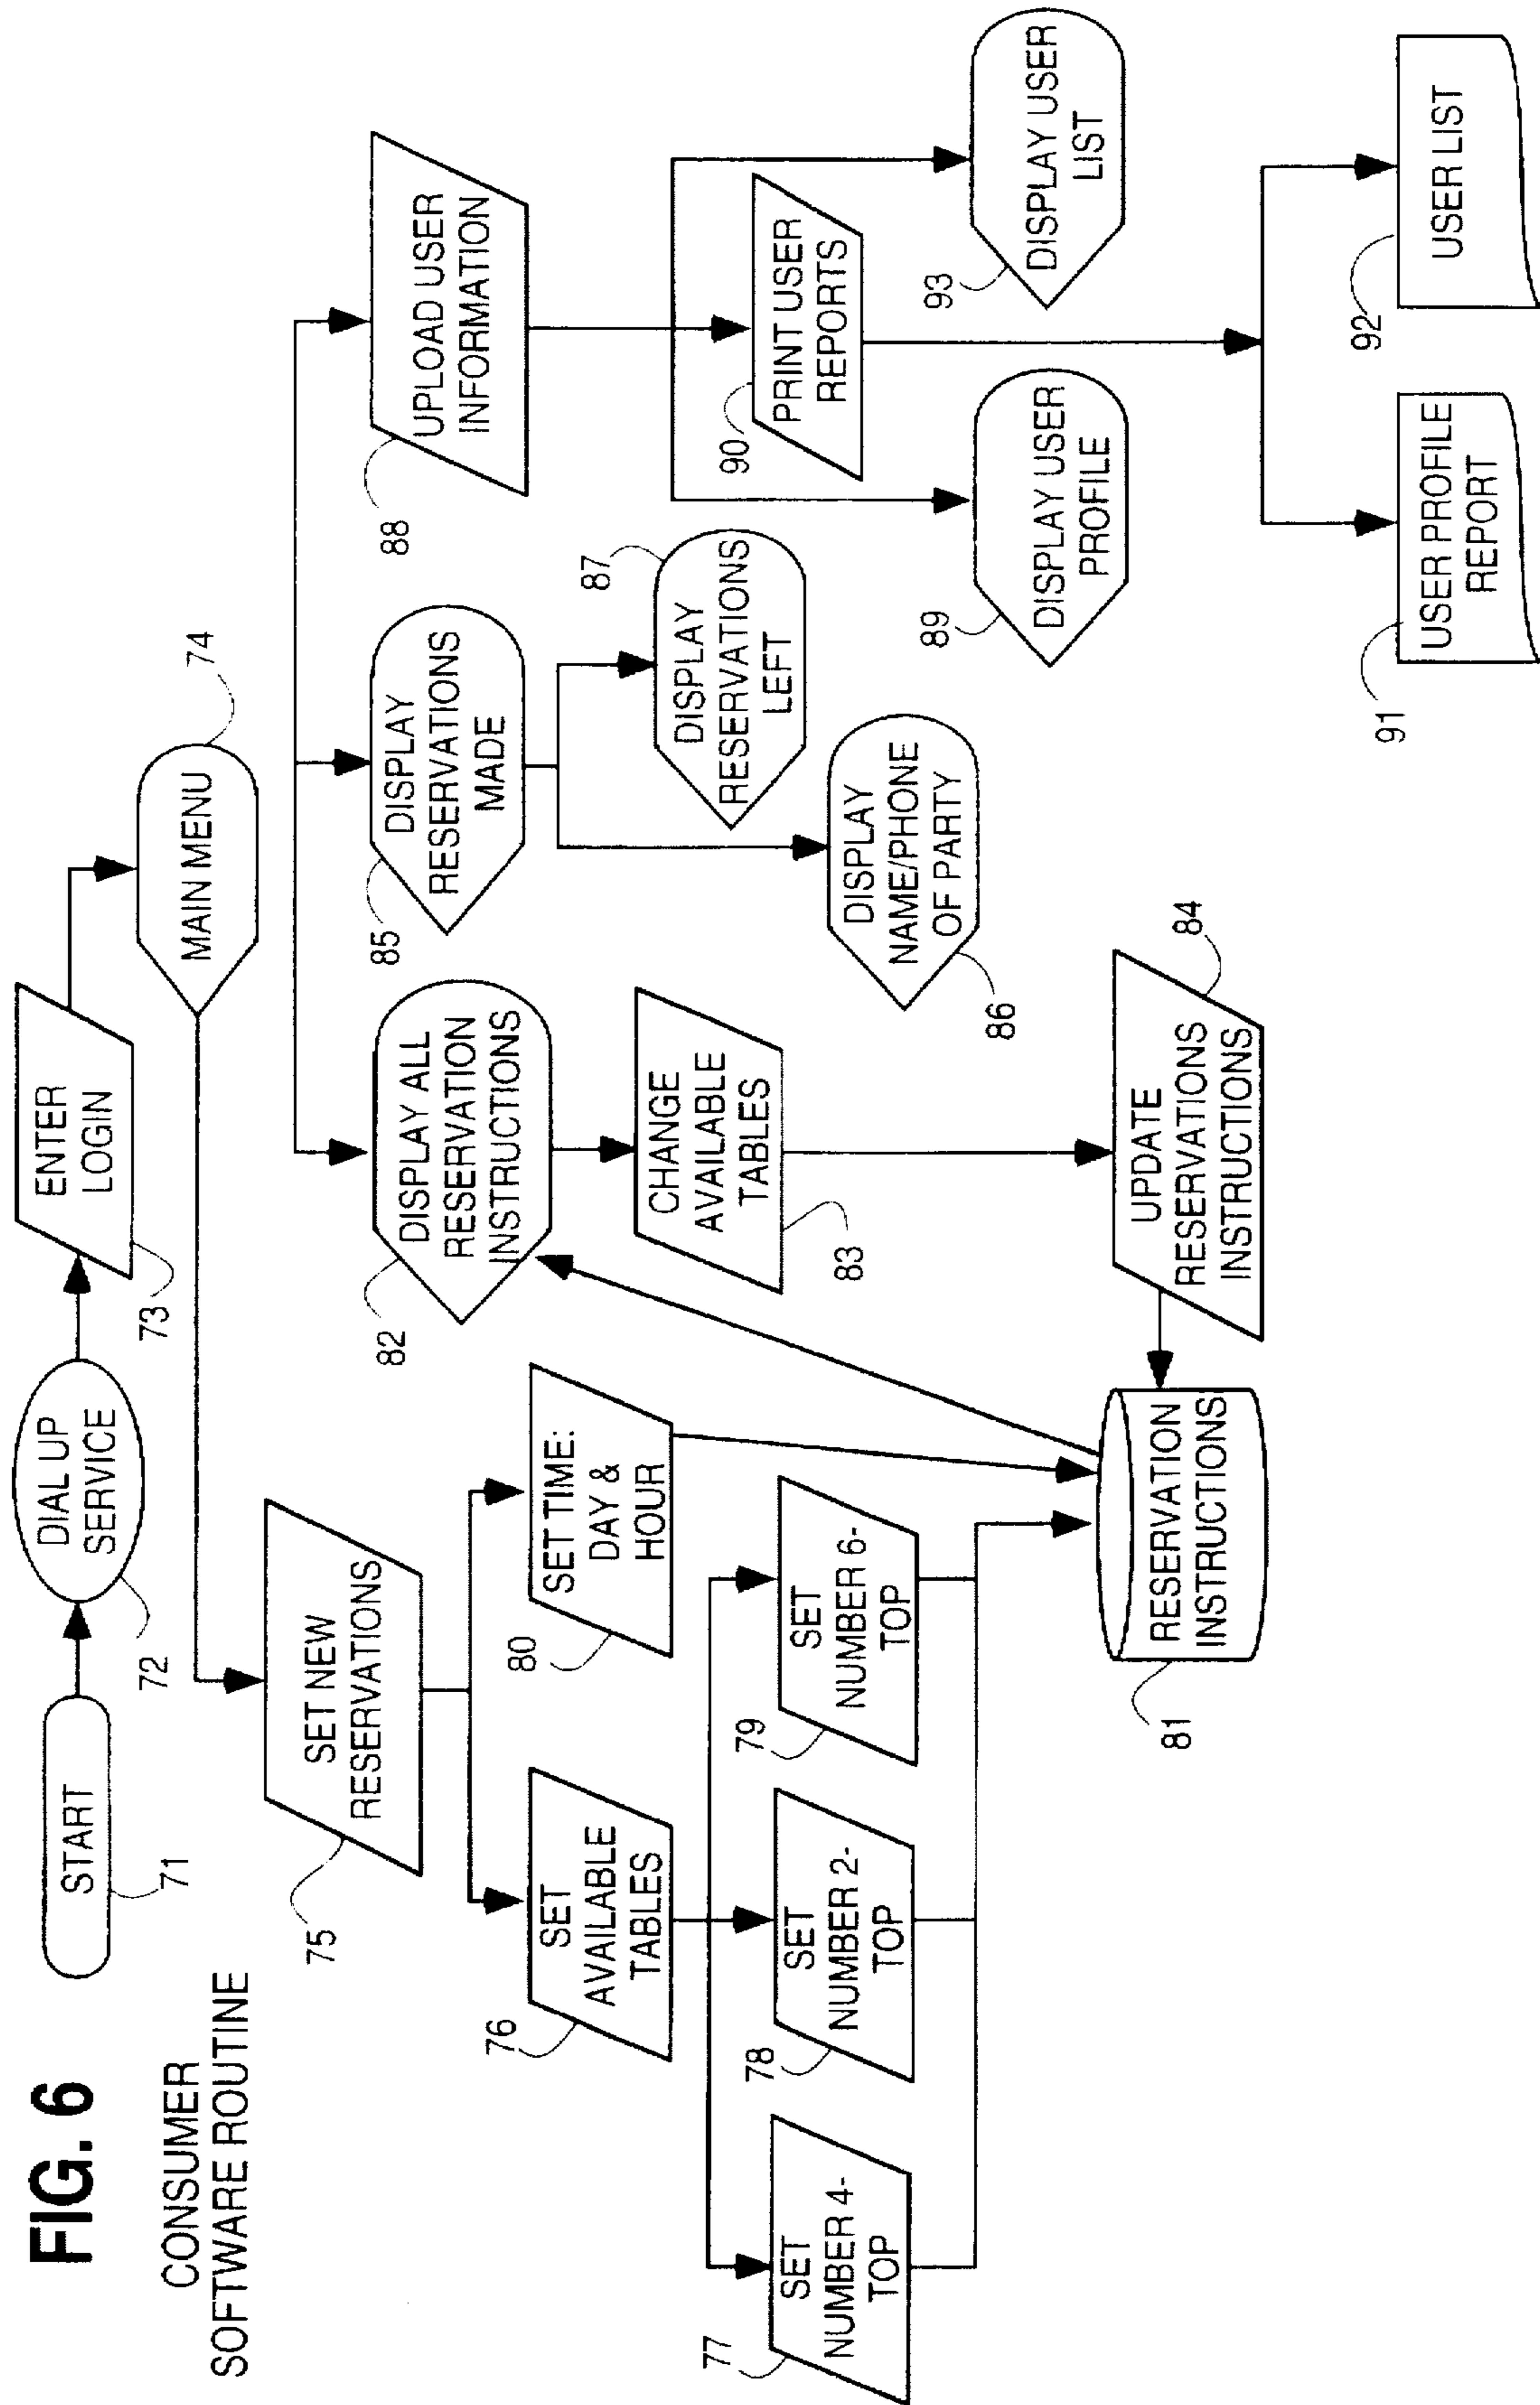 FIG. 6
CONSUMER
SOFTWARE ROUTINE
START
71
DIAL UP
SERVICE
72
ENTER
LOGIN
73
MAIN MENU
74
SET NEW
RESERVATIONS
75
SET
AVAILABLE
TABLES
76
SET TIME:
DAY &
HOUR
80
SET
NUMBER 4-
TOP
77
SET
NUMBER 2-
TOP
78
SET
NUMBER 6-
TOP
79
RESERVATION
INSTRUCTIONS
81
DISPLAY ALL
RESERVATION
INSTRUCTIONS
82
CHANGE
AVAILABLE
TABLES
83
UPDATE
RESERVATIONS
INSTRUCTIONS
84
DISPLAY
RESERVATIONS
MADE
85
DISPLAY
NAME/PHONE
OF PARTY
86
DISPLAY
RESERVATIONS
LEFT
87
UPLOAD USER
INFORMATION
88
DISPLAY USER
PROFILE
89
PRINT USER
REPORTS
90
DISPLAY USER
LIST
93
USER PROFILE
REPORT
91
USER LIST
92